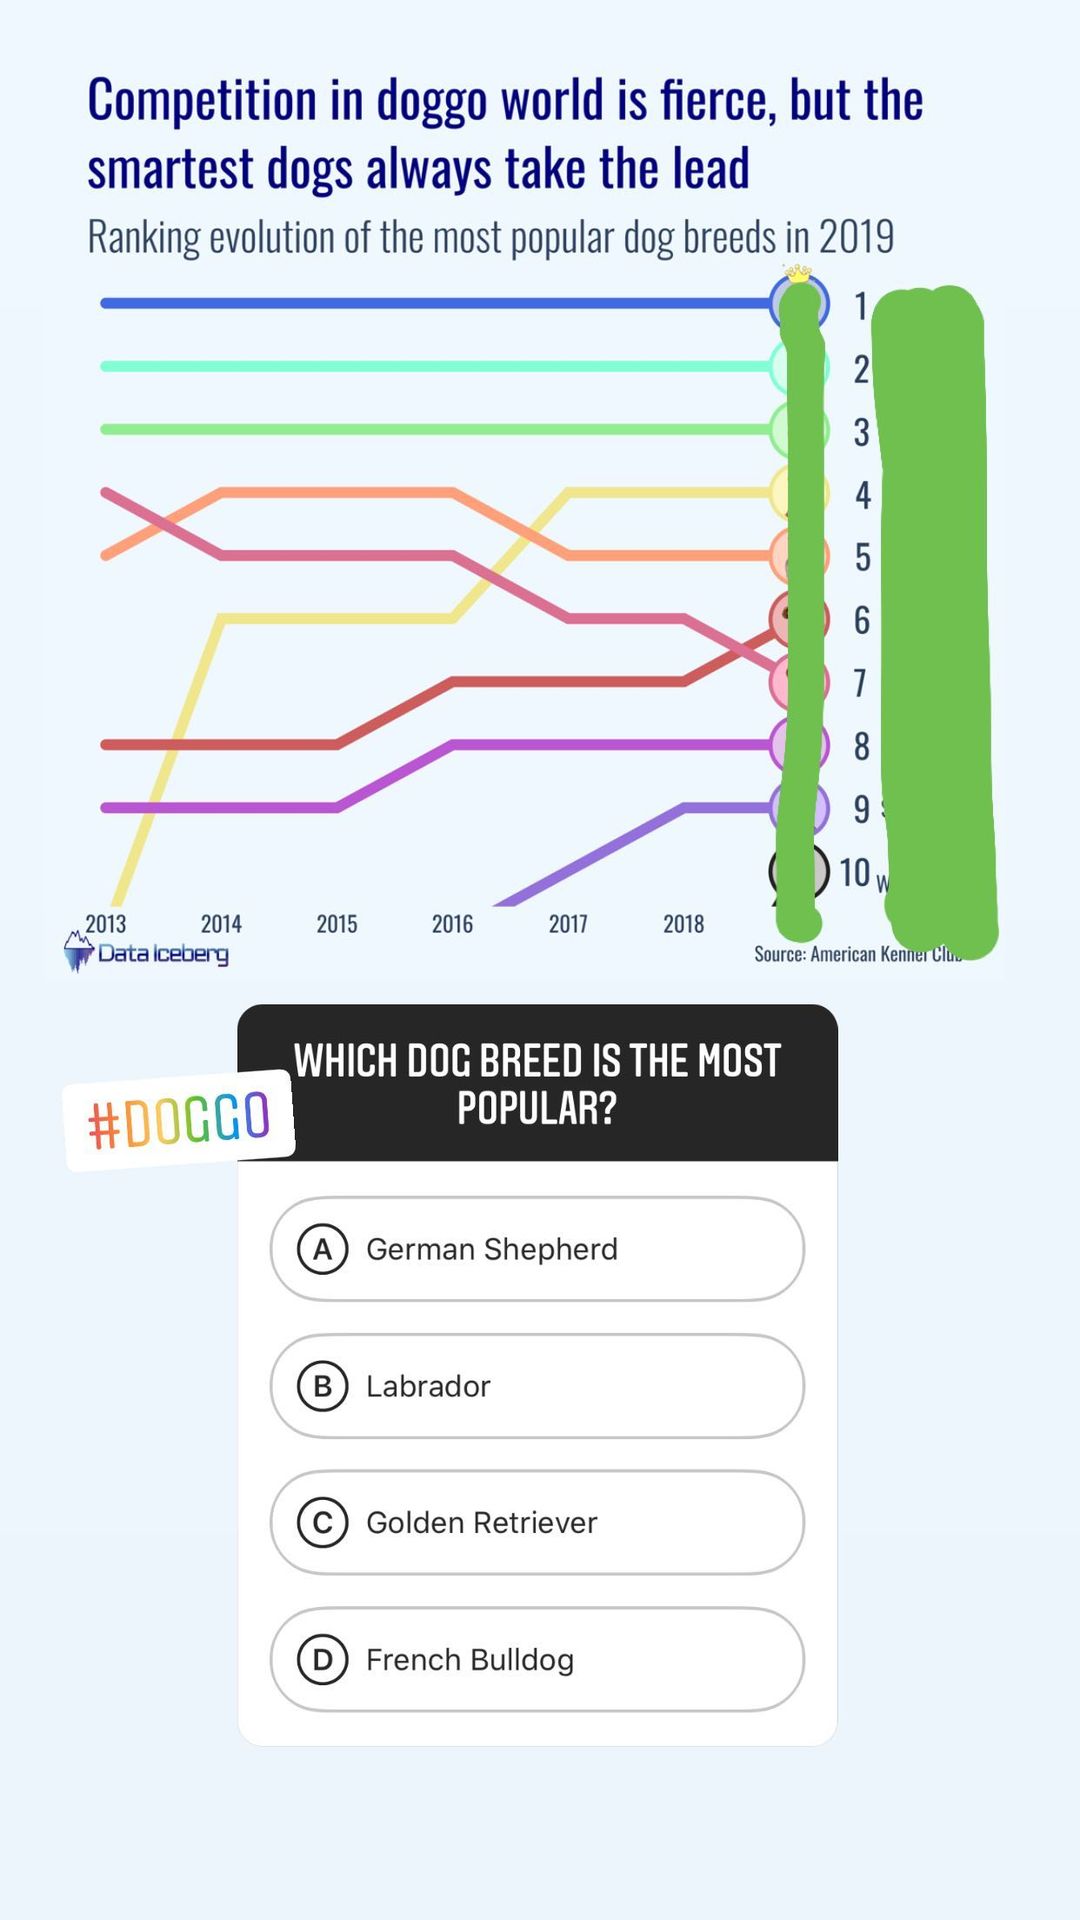 Competition in doggo world is fierce, but the
smartest dogs always take the lead
Ranking evolution of the most popular dog breeds in 2019
1
2
3
4
5
6
7
8
9
10
2013 2014 2015 2016 2017 2018
Data Iceberg
Source: American Kennel Club
WHICH DOG BREED IS THE MOST
POPULAR?
#DOGGO
A German Shepherd
B Labrador
C Golden Retriever
D French Bulldog